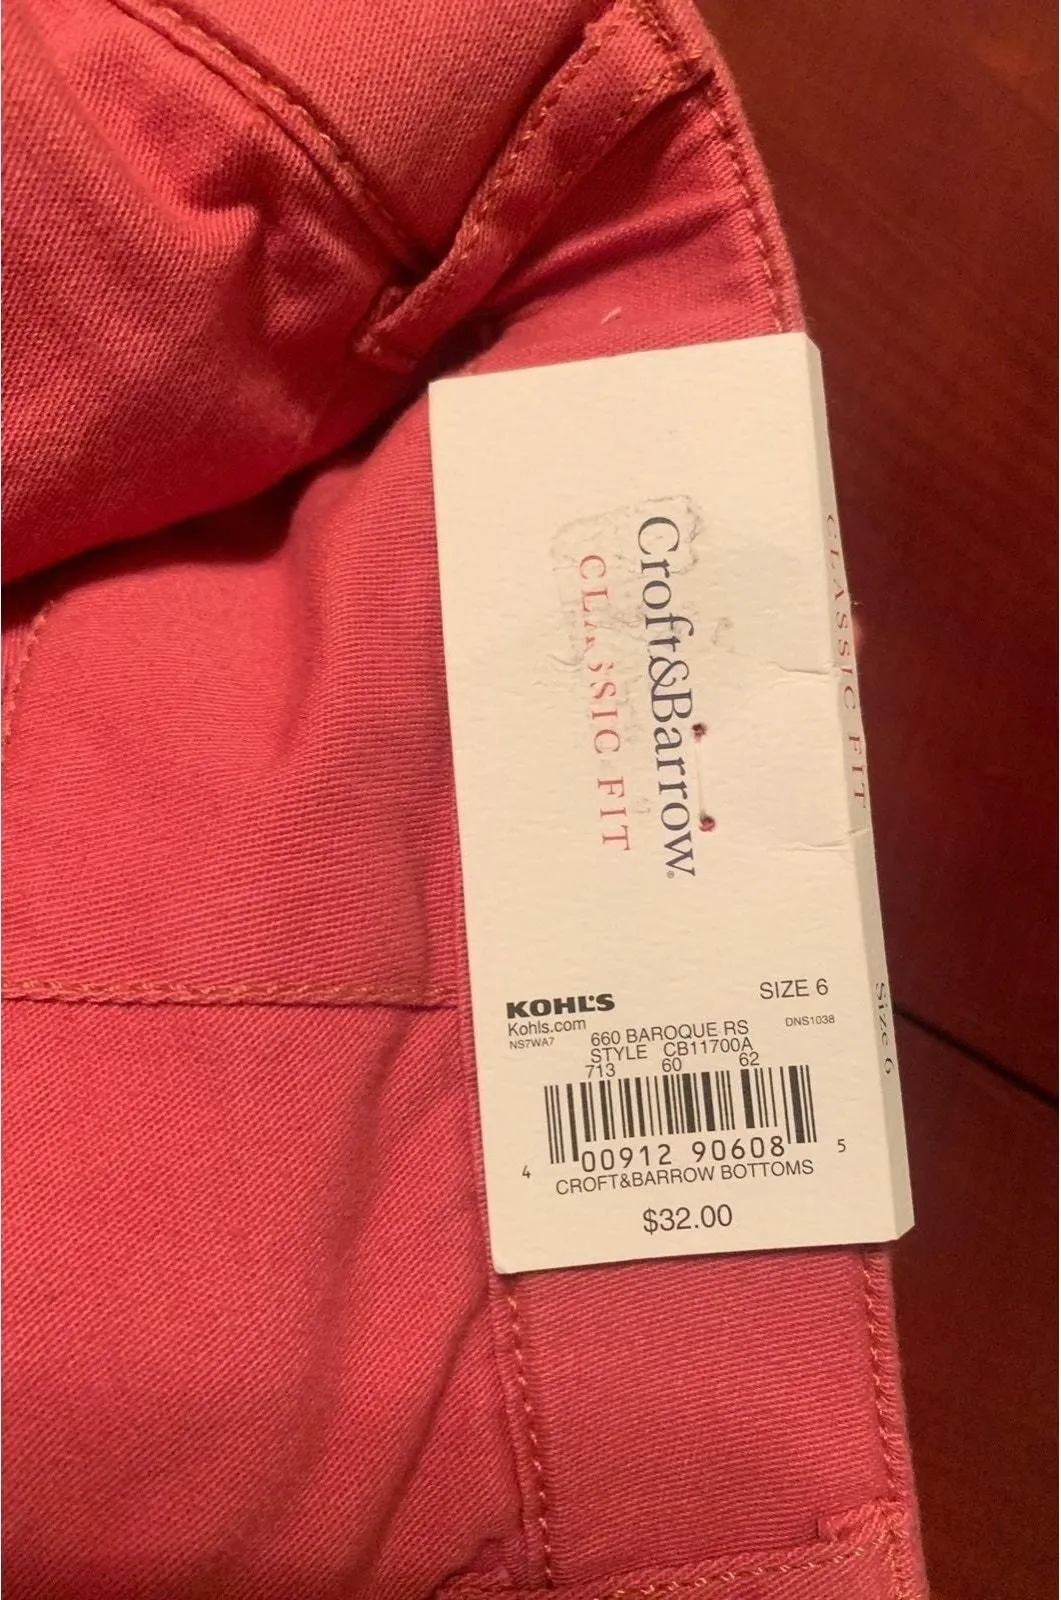 Croft&Barrow®
CLASSIC FIT
CLASSIC FIT
Size 6
KOHL'S
SIZE 6
Kohls.com
NS7WA7
660 BAROQUE RS
DNS1038
STYLE CB11700A
713 60 62
4 00912 90608 5
CROFT&BARROW BOTTOMS
$32.00